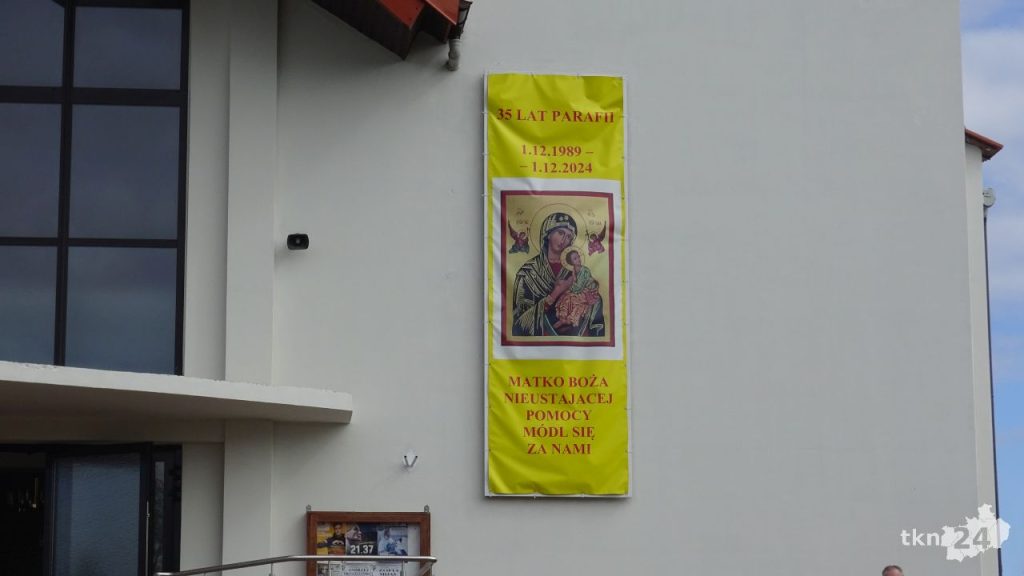 35 LAT PARAFII
1.12.1989 –
– 1.12.2024
MATKO BOŻA
NIEUSTAJĄCEJ
POMOCY
MÓDL SIĘ
ZA NAMI
21.37
tkn24